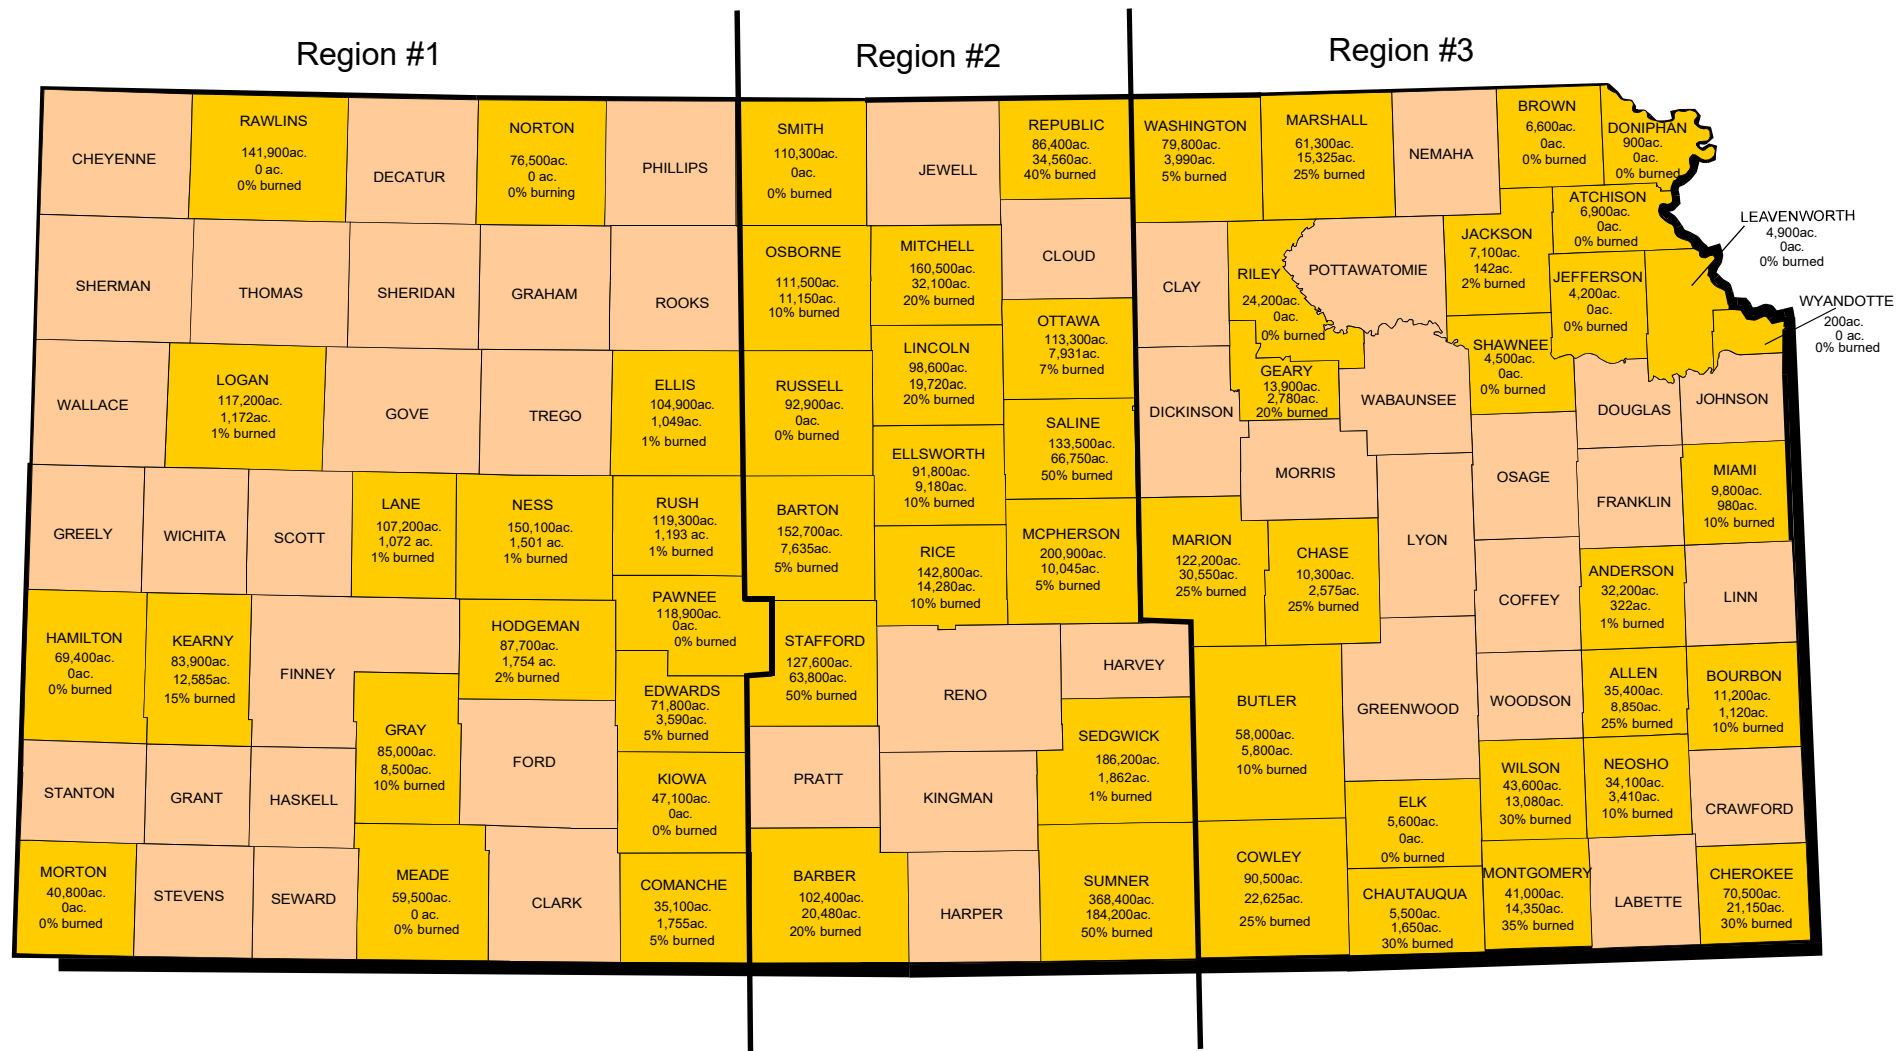 Region #1
Region #2
Region #3
CHEYENNE
RAWLINS
141,900ac.
0 ac.
0% burned
DECATUR
NORTON
76,500ac.
0 ac.
0% burning
PHILLIPS
SMITH
110,300ac.
0ac.
0% burned
JEWELL
REPUBLIC
86,400ac.
34,560ac.
40% burned
WASHINGTON
79,800ac.
3,990ac.
5% burned
MARSHALL
61,300ac.
15,325ac.
25% burned
NEMAHA
BROWN
6,600ac.
0ac.
0% burned
DONIPHAN
900ac.
0ac.
0% burned
ATCHISON
6,900ac.
0ac.
0% burned
LEAVENWORTH
4,900ac.
0ac.
0% burned
WYANDOTTE
200ac.
0 ac.
0% burned
SHERMAN
THOMAS
SHERIDAN
GRAHAM
ROOKS
OSBORNE
111,500ac.
11,150ac.
10% burned
MITCHELL
160,500ac.
32,100ac.
20% burned
CLOUD
CLAY
RILEY
24,200ac.
0ac.
0% burned
POTTAWATOMIE
JACKSON
7,100ac.
142ac.
2% burned
JEFFERSON
4,200ac.
0ac.
0% burned
OTTAWA
113,300ac.
7,931ac.
7% burned
LINCOLN
98,600ac.
19,720ac.
20% burned
SHAWNEE
4,500ac.
0ac.
0% burned
WALLACE
LOGAN
117,200ac.
1,172ac.
1% burned
GOVE
TREGO
ELLIS
104,900ac.
1,049ac.
1% burned
RUSSELL
92,900ac.
0ac.
0% burned
GEARY
13,900ac.
2,780ac.
20% burned
DICKINSON
WABAUNSEE
DOUGLAS
JOHNSON
SALINE
133,500ac.
66,750ac.
50% burned
ELLSWORTH
91,800ac.
9,180ac.
10% burned
MORRIS
OSAGE
FRANKLIN
MIAMI
9,800ac.
980ac.
10% burned
GREELY
WICHITA
SCOTT
LANE
107,200ac.
1,072 ac.
1% burned
NESS
150,100ac.
1,501 ac.
1% burned
RUSH
119,300ac.
1,193 ac.
1% burned
BARTON
152,700ac.
7,635ac.
5% burned
RICE
142,800ac.
14,280ac.
10% burned
MCPHERSON
200,900ac.
10,045ac.
5% burned
MARION
122,200ac.
30,550ac.
25% burned
CHASE
10,300ac.
2,575ac.
25% burned
LYON
COFFEY
ANDERSON
32,200ac.
322ac.
1% burned
LINN
HAMILTON
69,400ac.
0ac.
0% burned
KEARNY
83,900ac.
12,585ac.
15% burned
FINNEY
HODGEMAN
87,700ac.
1,754 ac.
2% burned
PAWNEE
118,900ac.
0ac.
0% burned
STAFFORD
127,600ac.
63,800ac.
50% burned
RENO
HARVEY
EDWARDS
71,800ac.
3,590ac.
5% burned
GRAY
85,000ac.
8,500ac.
10% burned
FORD
BUTLER
58,000ac.
5,800ac.
10% burned
GREENWOOD
WOODSON
ALLEN
35,400ac.
8,850ac.
25% burned
BOURBON
11,200ac.
1,120ac.
10% burned
SEDGWICK
186,200ac.
1,862ac.
1% burned
STANTON
GRANT
HASKELL
KIOWA
47,100ac.
0ac.
0% burned
PRATT
KINGMAN
WILSON
43,600ac.
13,080ac.
30% burned
NEOSHO
34,100ac.
3,410ac.
10% burned
CRAWFORD
ELK
5,600ac.
0ac.
0% burned
MORTON
40,800ac.
0ac.
0% burned
STEVENS
SEWARD
MEADE
59,500ac.
0 ac.
0% burned
CLARK
COMANCHE
35,100ac.
1,755ac.
5% burned
BARBER
102,400ac.
20,480ac.
20% burned
HARPER
SUMNER
368,400ac.
184,200ac.
50% burned
COWLEY
90,500ac.
22,625ac.
25% burned
CHAUTAUQUA
5,500ac.
1,650ac.
30% burned
MONTGOMERY
41,000ac.
14,350ac.
35% burned
LABETTE
CHEROKEE
70,500ac.
21,150ac.
30% burned